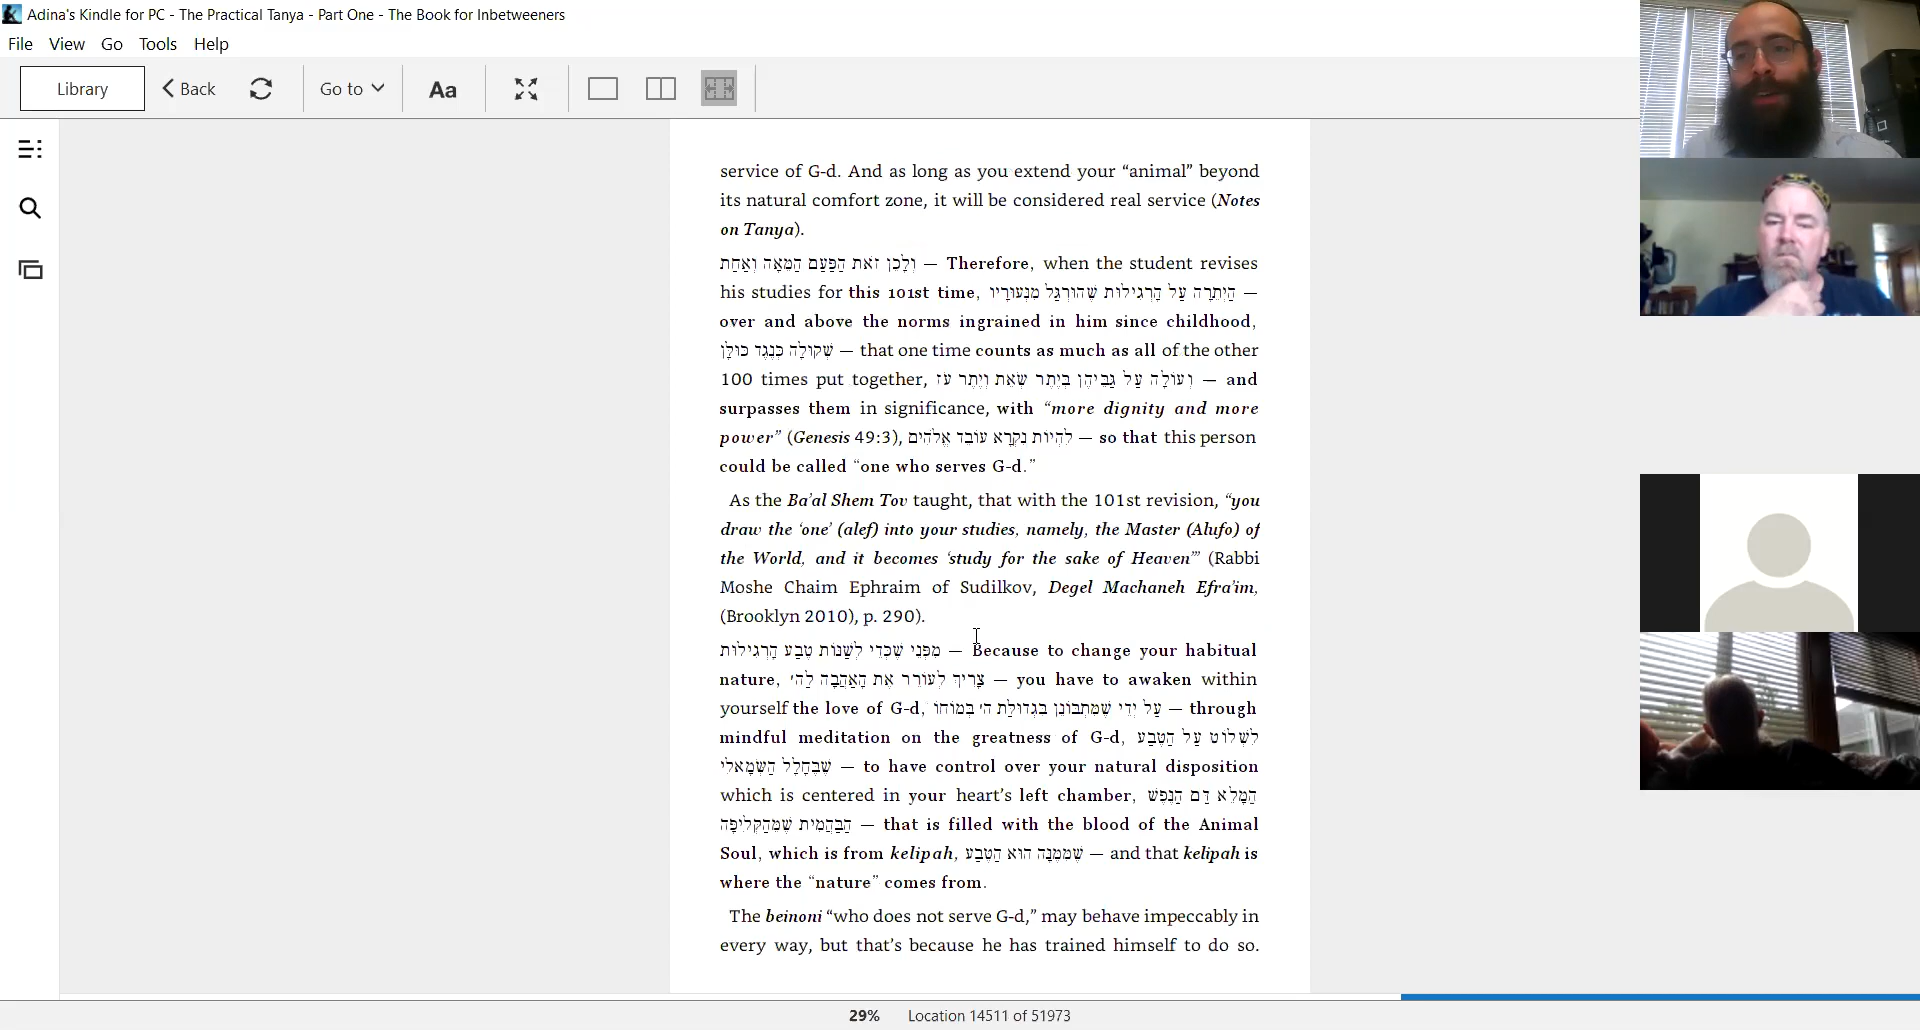 Adina's Kindle for PC - The Practical Tanya - Part One - The Book for Inbetweeners
File View Go Tools Help
Library Back Go to Aa
service of G-d. And as long as you extend your “animal” beyond
its natural comfort zone, it will be considered real service (Notes
on Tanya).
וְלָכֵן זֹאת הַפַּעַם הַמֵּאָה וְאַחַת — Therefore, when the student revises
his studies for this 101st time, הַיְתֵרָה עַל הָרְגִילוּת שֶׁהוּרְגַּל מִנְּעוּרָיו —
over and above the norms ingrained in him since childhood,
שְׁקוּלָה כְּנֶגֶד כּוּלָּן — that one time counts as much as all of the other
100 times put together, וְעוֹלָה עַל גַּבֵּיהֶן בְּיֶתֶר שְׂאֵת וְיֶתֶר עֹז — and
surpasses them in significance, with “more dignity and more
power” (Genesis 49:3), לִהְיוֹת נִקְרָא עוֹבֵד אֱלֹהִים — so that this person
could be called “one who serves G-d.”
As the Ba’al Shem Tov taught, that with the 101st revision, “you
draw the ‘one’ (alef) into your studies, namely, the Master (Alufo) of
the World, and it becomes ‘study for the sake of Heaven’” (Rabbi
Moshe Chaim Ephraim of Sudilkov, Degel Machaneh Efra’im,
(Brooklyn 2010), p. 290).
מִפְּנֵי שֶׁכְּדֵי לְשַׁנּוֹת טֶבַע הָרְגִילוּת — Because to change your habitual
nature, צָרִיךְ לְעוֹרֵר אֶת הָאַהֲבָה לַה׳ — you have to awaken within
yourself the love of G-d, עַל יְדֵי שֶׁמִּתְבּוֹנֵן בִּגְדוּלַּת ה׳ בְּמוֹחוֹ — through
mindful meditation on the greatness of G-d, לִשְׁלוֹט עַל הַטֶּבַע
שֶׁבֶּחָלָל הַשְּׂמָאלִי — to have control over your natural disposition
which is centered in your heart’s left chamber, הַמָּלֵא דַּם הַנֶּפֶשׁ
הַבַּהֲמִית שֶׁמֵּהַקְּלִיפָּה — that is filled with the blood of the Animal
Soul, which is from kelipah, שֶׁמִּמֶּנָּה הוּא הַטֶּבַע — and that kelipah is
where the “nature” comes from.
The beinoni “who does not serve G-d,” may behave impeccably in
every way, but that’s because he has trained himself to do so.
29% Location 14511 of 51973